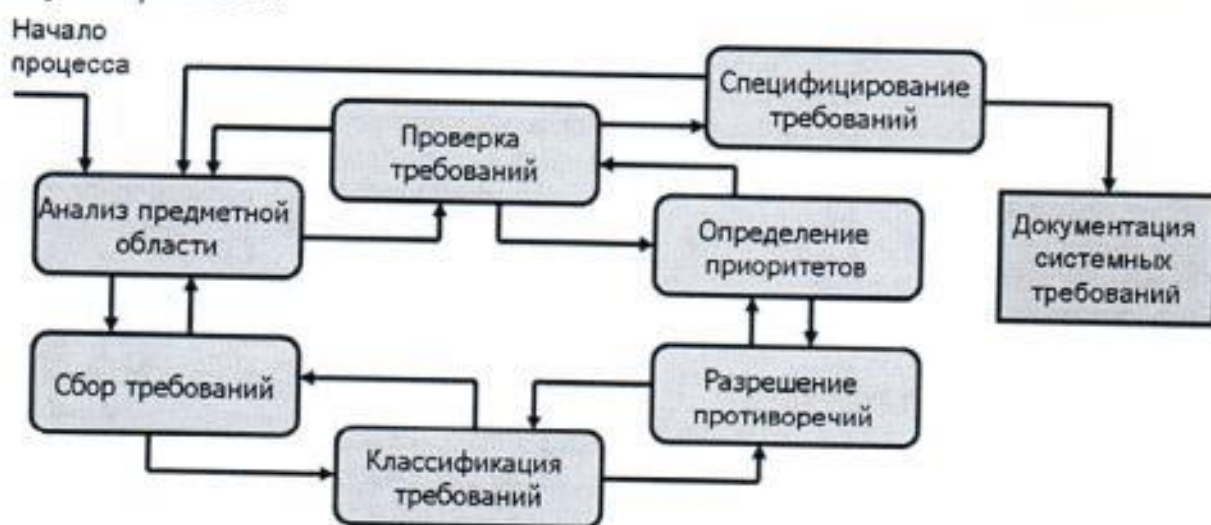 Начало
процесса
Спецификацирование
требований
Проверка
требований
Анализ предметной
области
Определение
приоритетов
Документация
системных
требований
Сбор требований
Разрешение
противоречий
Классификация
требований